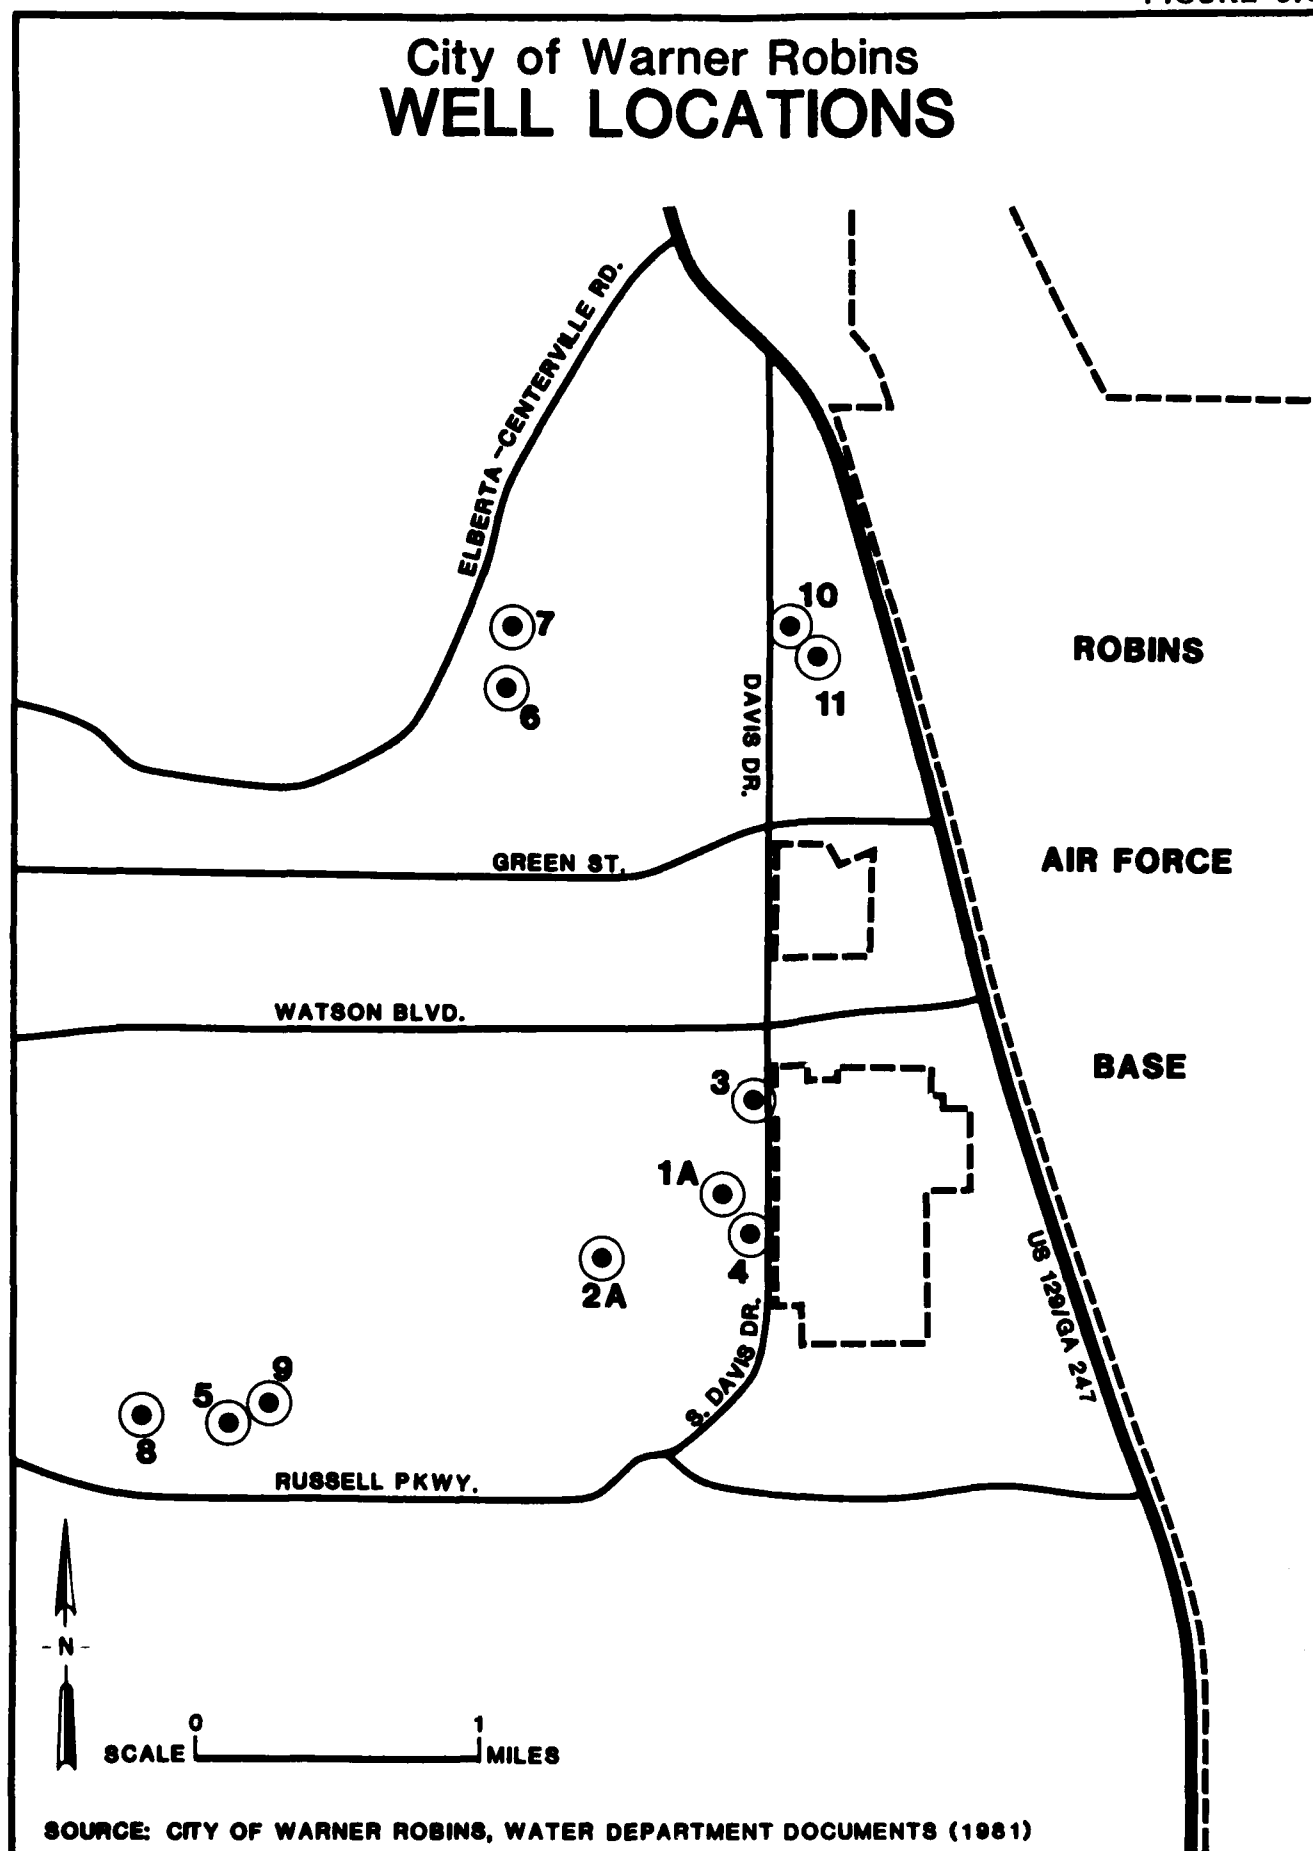 City of Warner Robins
WELL LOCATIONS
ELBERTA-CENTERVILLE RD.
10
7
ROBINS
11
6
DAVIS DR.
GREEN ST.
AIR FORCE
WATSON BLVD.
BASE
3
1A
4
2A
US 129/GA 247
S. DAVIS DR.
9
5
8
RUSSELL PKWY.
-N-
0 1
SCALE MILES
SOURCE: CITY OF WARNER ROBINS, WATER DEPARTMENT DOCUMENTS (1981)